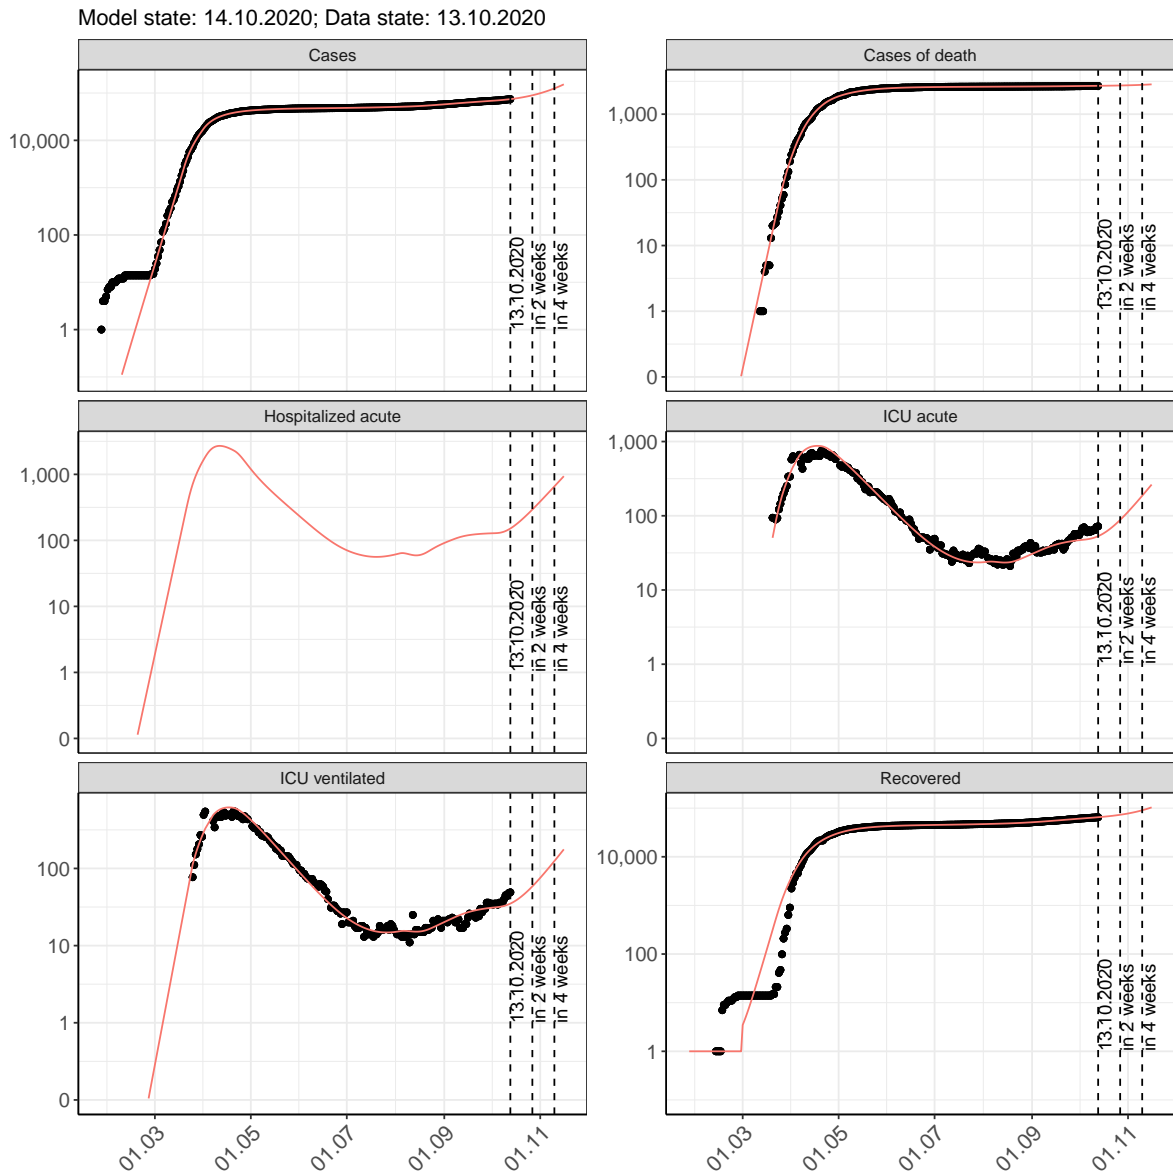 Model state: 14.10.2020; Data state: 13.10.2020
Cases
10,000
100
1
13.10.2020
in 2 weeks
in 4 weeks
Cases of death
1,000
100
10
1
0
13.10.2020
in 2 weeks
in 4 weeks
Hospitalized acute
1,000
100
10
1
0
13.10.2020
in 2 weeks
in 4 weeks
ICU acute
1,000
100
10
1
0
13.10.2020
in 2 weeks
in 4 weeks
ICU ventilated
100
10
1
0
13.10.2020
in 2 weeks
in 4 weeks
01.03
01.05
01.07
01.09
01.11
Recovered
10,000
100
1
13.10.2020
in 2 weeks
in 4 weeks
01.03
01.05
01.07
01.09
01.11